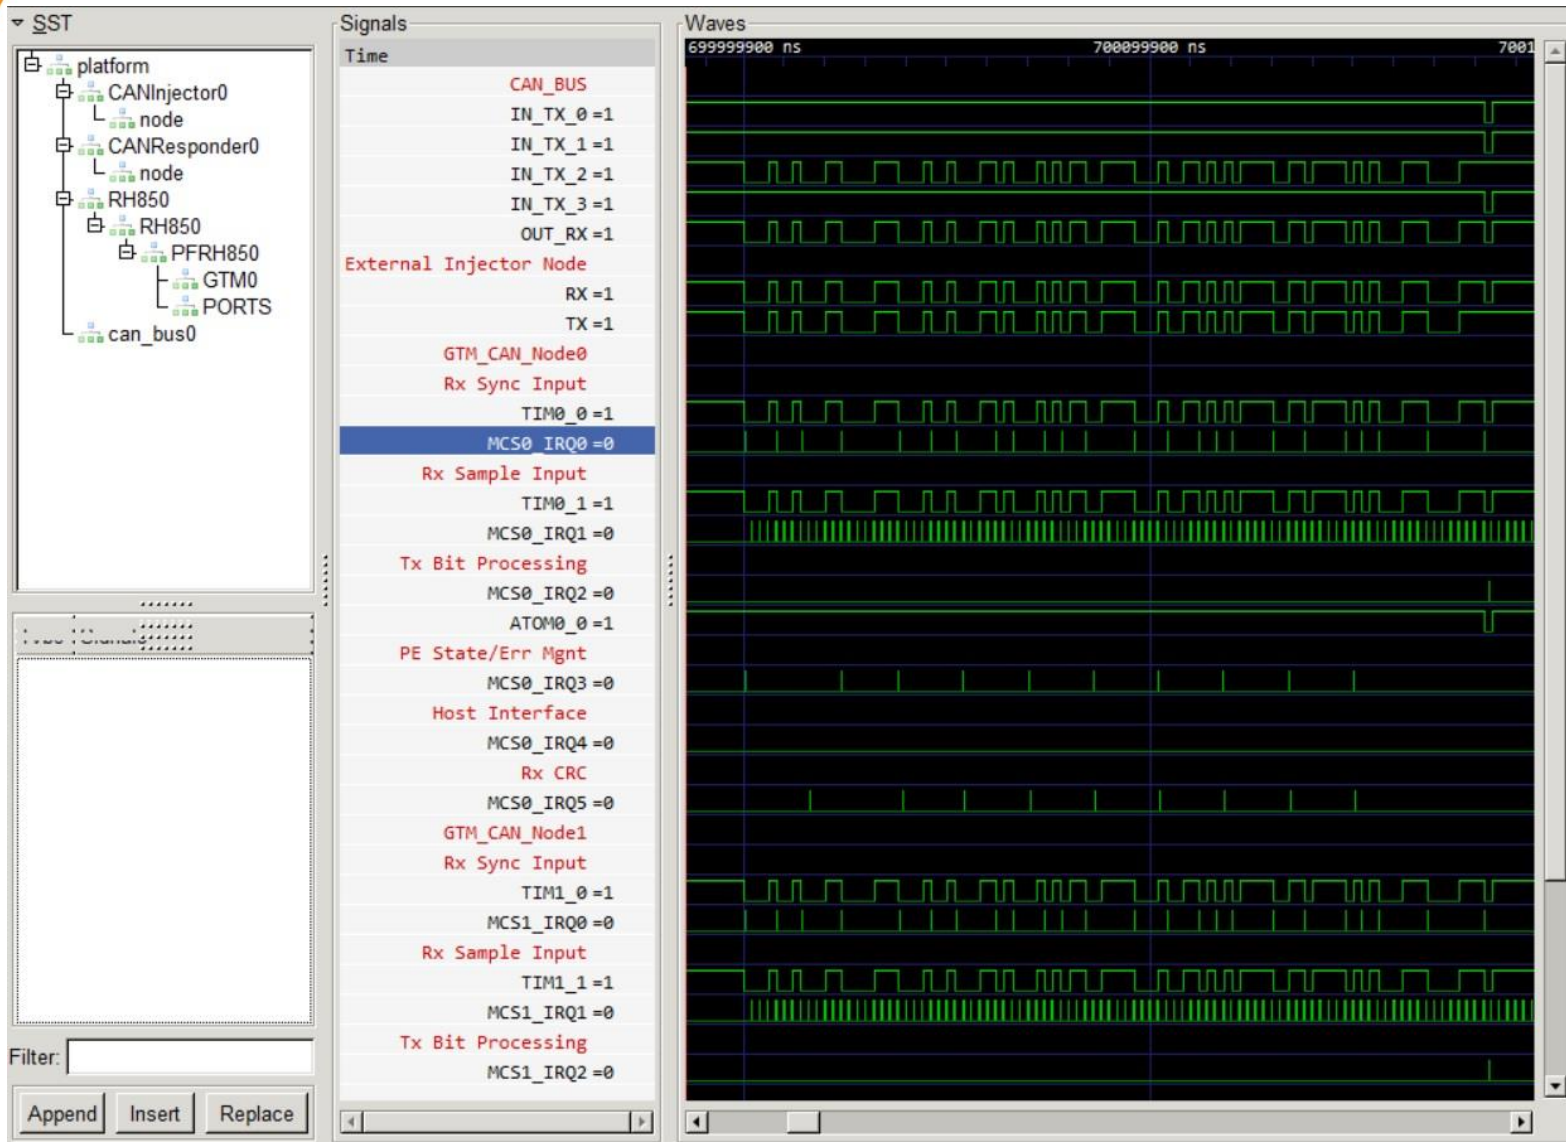 SST
platform
CANInjector0
node
CANResponder0
node
RH850
RH850
PFRH850
GTM0
PORTS
can_bus0
Filter:
Append Insert Replace
Signals
Time
CAN_BUS
IN_TX_0 =1
IN_TX_1 =1
IN_TX_2 =1
IN_TX_3 =1
OUT_RX =1
External Injector Node
RX =1
TX =1
GTM_CAN_Node0
Rx Sync Input
TIM0_0 =1
MCS0_IRQ0 =0
Rx Sample Input
TIM0_1 =1
MCS0_IRQ1 =0
Tx Bit Processing
MCS0_IRQ2 =0
ATOM0_0 =1
PE State/Err Mgnt
MCS0_IRQ3 =0
Host Interface
MCS0_IRQ4 =0
Rx CRC
MCS0_IRQ5 =0
GTM_CAN_Node1
Rx Sync Input
TIM1_0 =1
MCS1_IRQ0 =0
Rx Sample Input
TIM1_1 =1
MCS1_IRQ1 =0
Tx Bit Processing
MCS1_IRQ2 =0
Waves
699999900 ns 700099900 ns 7001